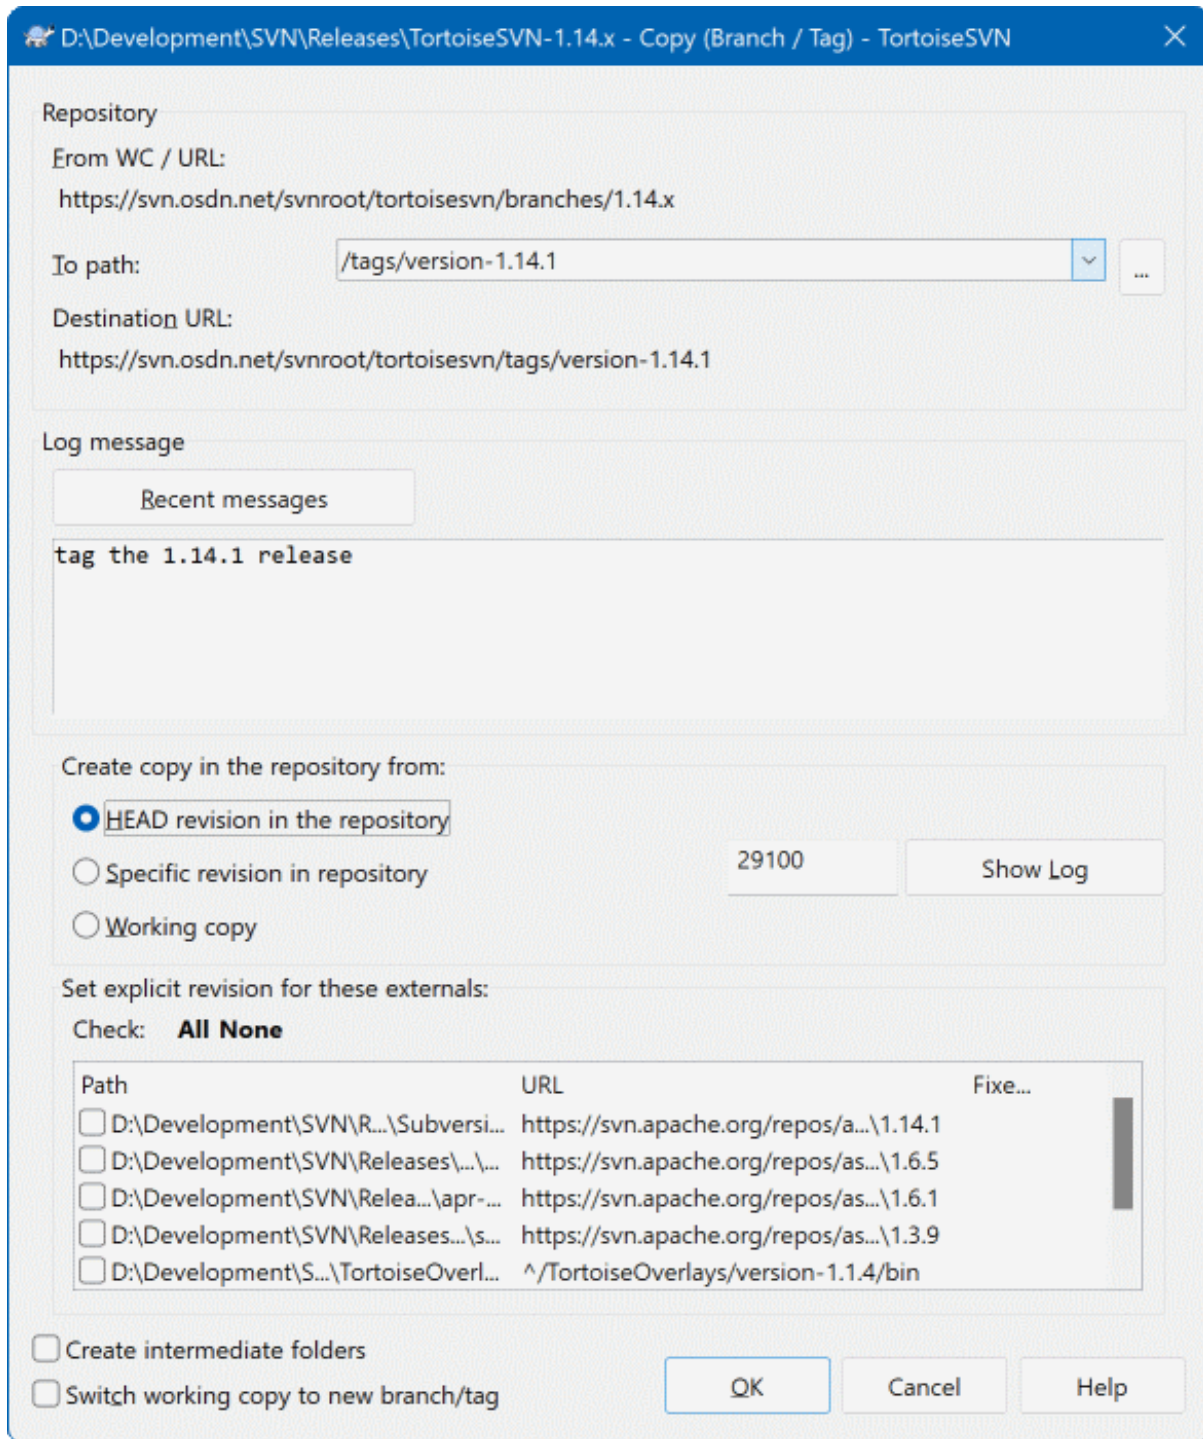 D:\Development\SVN\Releases\TortoiseSVN-1.14.x - Copy (Branch / Tag) - TortoiseSVN
Repository
From WC / URL:
https://svn.osdn.net/svnroot/tortoisesvn/branches/1.14.x
To path: /tags/version-1.14.1 ...
Destination URL:
https://svn.osdn.net/svnroot/tortoisesvn/tags/version-1.14.1
Log message
Recent messages
tag the 1.14.1 release
Create copy in the repository from:
HEAD revision in the repository
Specific revision in repository 29100 Show Log
Working copy
Set explicit revision for these externals:
Check: All None
Path URL Fixe...
D:\Development\SVN\R...\Subversi... https://svn.apache.org/repos/a...\1.14.1
D:\Development\SVN\Releases\...\... https://svn.apache.org/repos/as...\1.6.5
D:\Development\SVN\Relea...\apr-... https://svn.apache.org/repos/as...\1.6.1
D:\Development\SVN\Releases...\s... https://svn.apache.org/repos/as...\1.3.9
D:\Development\S...\TortoiseOverl... ^/TortoiseOverlays/version-1.1.4/bin
Create intermediate folders
Switch working copy to new branch/tag OK Cancel Help